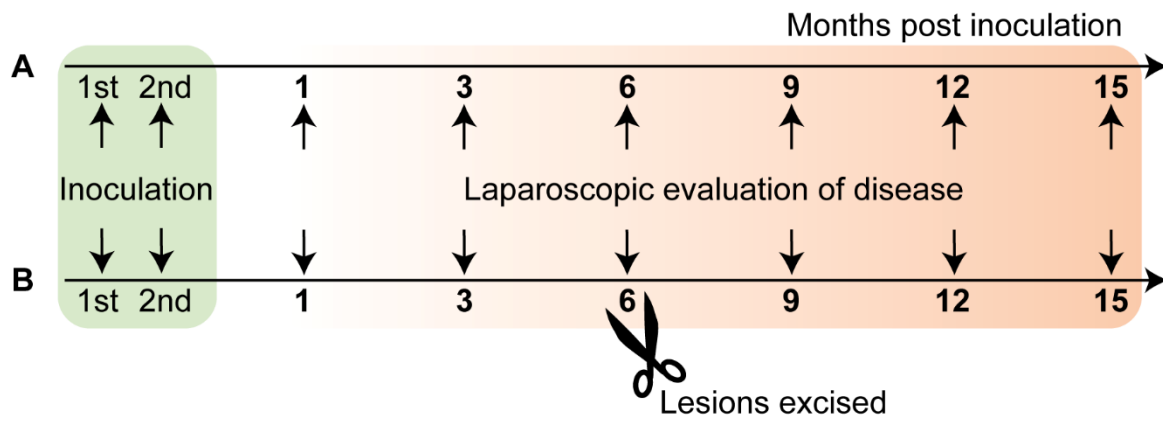 Months post inoculation
A
1st 2nd 1 3 6 9 12 15
Inoculation Laparoscopic evaluation of disease
B
1st 2nd 1 3 6 9 12 15
Lesions excised